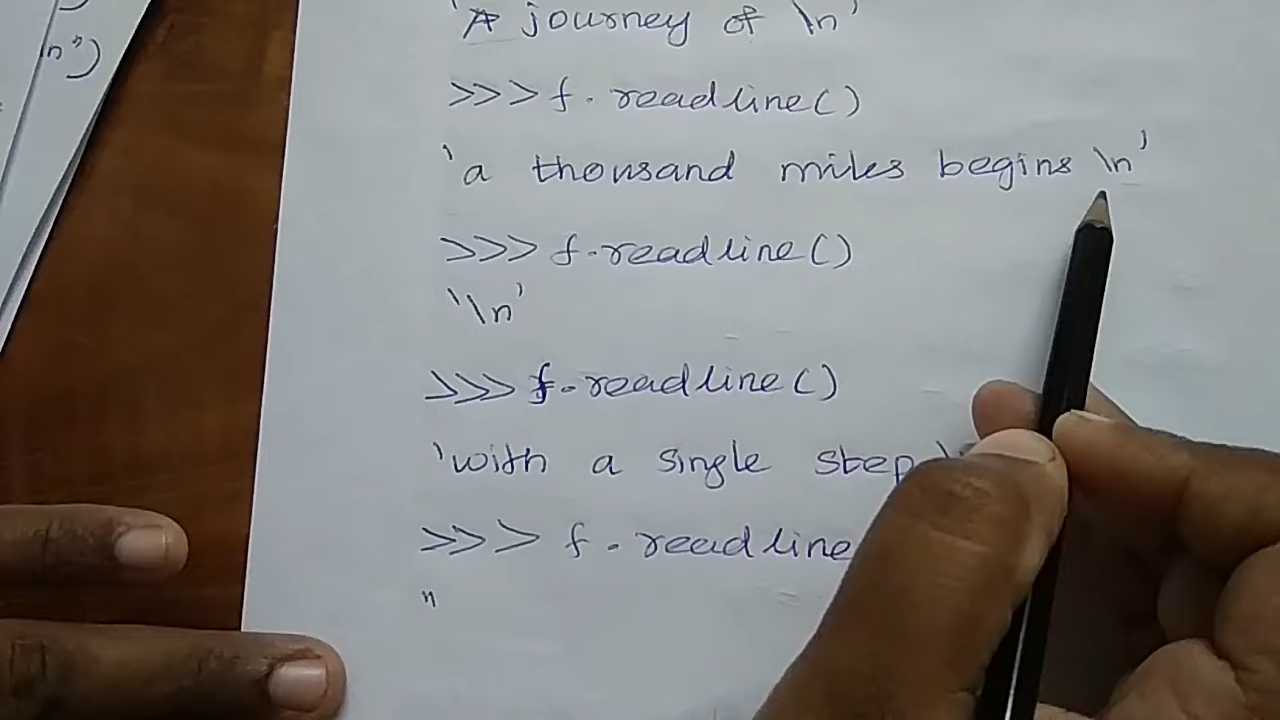 \n")
'A journey of \n'
>>> f.readline()
'a thousand miles begins \n'
>>> f.readline()
'\n'
>>> f.readline()
'with a single step \
>>> f.readline
''